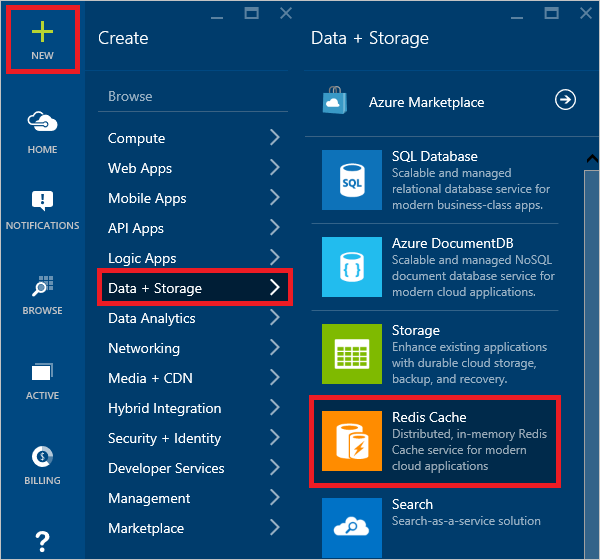 NEW
HOME
NOTIFICATIONS
BROWSE
ACTIVE
BILLING
?
Create
Browse
Compute
Web Apps
Mobile Apps
API Apps
Logic Apps
Data + Storage
Data Analytics
Networking
Media + CDN
Hybrid Integration
Security + Identity
Developer Services
Management
Marketplace
Data + Storage
Azure Marketplace
SQL
SQL Database
Scalable and managed
relational database service for
modern business-class apps.
{ }
Azure DocumentDB
Scalable and managed NoSQL
document database service for
modern cloud applications.
Storage
Enhance existing applications
with durable cloud storage,
backup, and recovery.
Redis Cache
Distributed, in-memory Redis
Cache service for modern
cloud applications
Search
Search-as-a-service solution